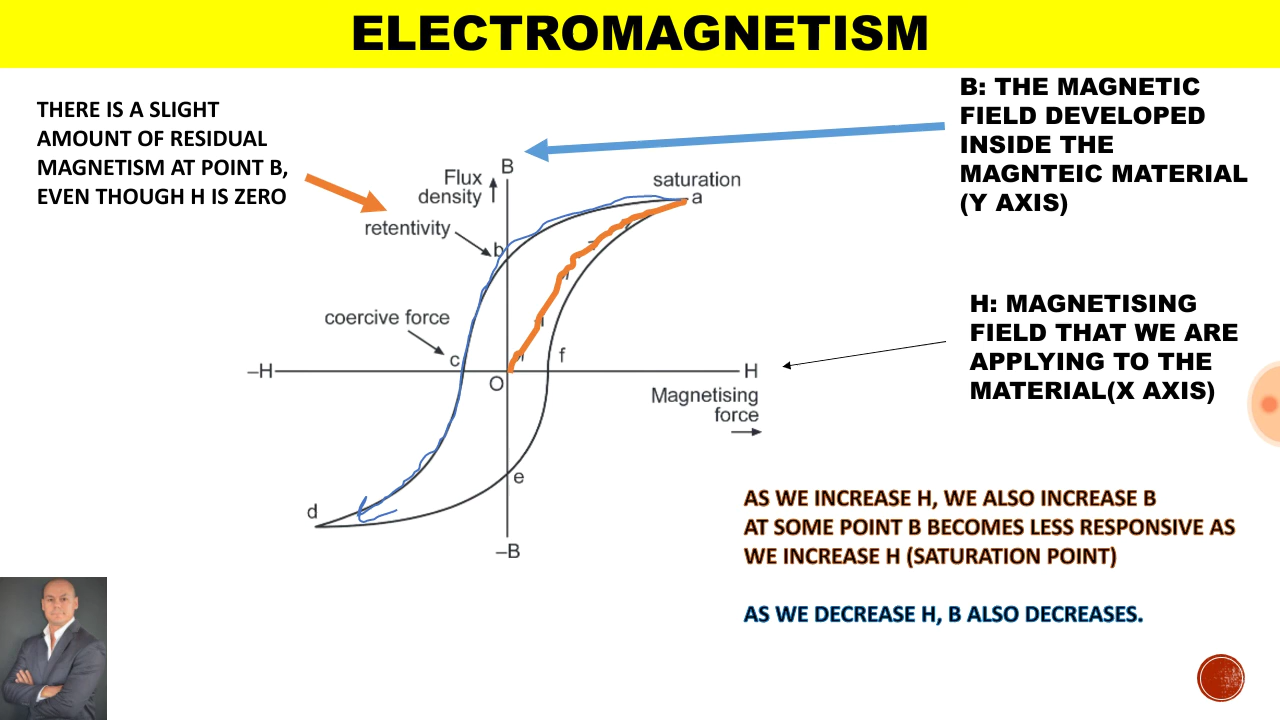 ELECTROMAGNETISM
THERE IS A SLIGHT
AMOUNT OF RESIDUAL
MAGNETISM AT POINT B,
EVEN THOUGH H IS ZERO
B: THE MAGNETIC
FIELD DEVELOPED
INSIDE THE
MAGNTEIC MATERIAL
(Y AXIS)
B
Flux
density
saturation
a
retentivity
b
coercive force
c
f
–H
O
H
Magnetising
force
H: MAGNETISING
FIELD THAT WE ARE
APPLYING TO THE
MATERIAL(X AXIS)
e
d
–B
AS WE INCREASE H, WE ALSO INCREASE B
AT SOME POINT B BECOMES LESS RESPONSIVE AS
WE INCREASE H (SATURATION POINT)
AS WE DECREASE H, B ALSO DECREASES.